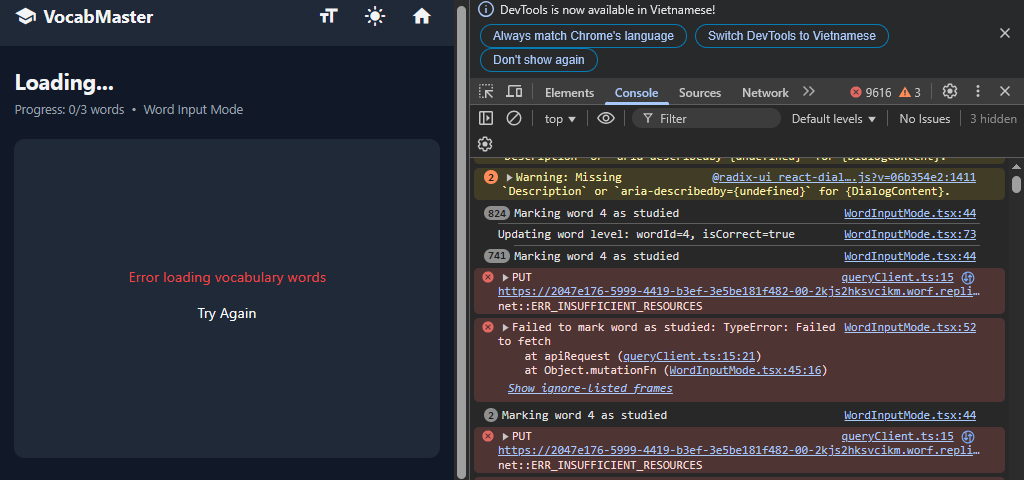 VocabMaster
Loading...
Progress: 0/3 words • Word Input Mode
Error loading vocabulary words
Try Again
DevTools is now available in Vietnamese!
Always match Chrome's language
Switch DevTools to Vietnamese
Don't show again
Elements Console Sources Network 9616 3
top Filter Default levels No Issues 3 hidden
`Description` or `aria-describedby={undefined}` for {DialogContent}.
2 Warning: Missing @radix-ui_react-dial….js?v=06b354e2:1411
`Description` or `aria-describedby={undefined}` for {DialogContent}.
824 Marking word 4 as studied WordInputMode.tsx:44
Updating word level: wordId=4, isCorrect=true WordInputMode.tsx:73
741 Marking word 4 as studied WordInputMode.tsx:44
PUT queryClient.ts:15
https://2047e176-5999-4419-b3ef-3e5be181f482-00-2kjs2hksvcikm.worf.repli…
net::ERR_INSUFFICIENT_RESOURCES
Failed to mark word as studied: TypeError: Failed WordInputMode.tsx:52
to fetch
at apiRequest (queryClient.ts:15:21)
at Object.mutationFn (WordInputMode.tsx:45:16)
Show ignore-listed frames
2 Marking word 4 as studied WordInputMode.tsx:44
PUT queryClient.ts:15
https://2047e176-5999-4419-b3ef-3e5be181f482-00-2kjs2hksvcikm.worf.repli…
net::ERR_INSUFFICIENT_RESOURCES